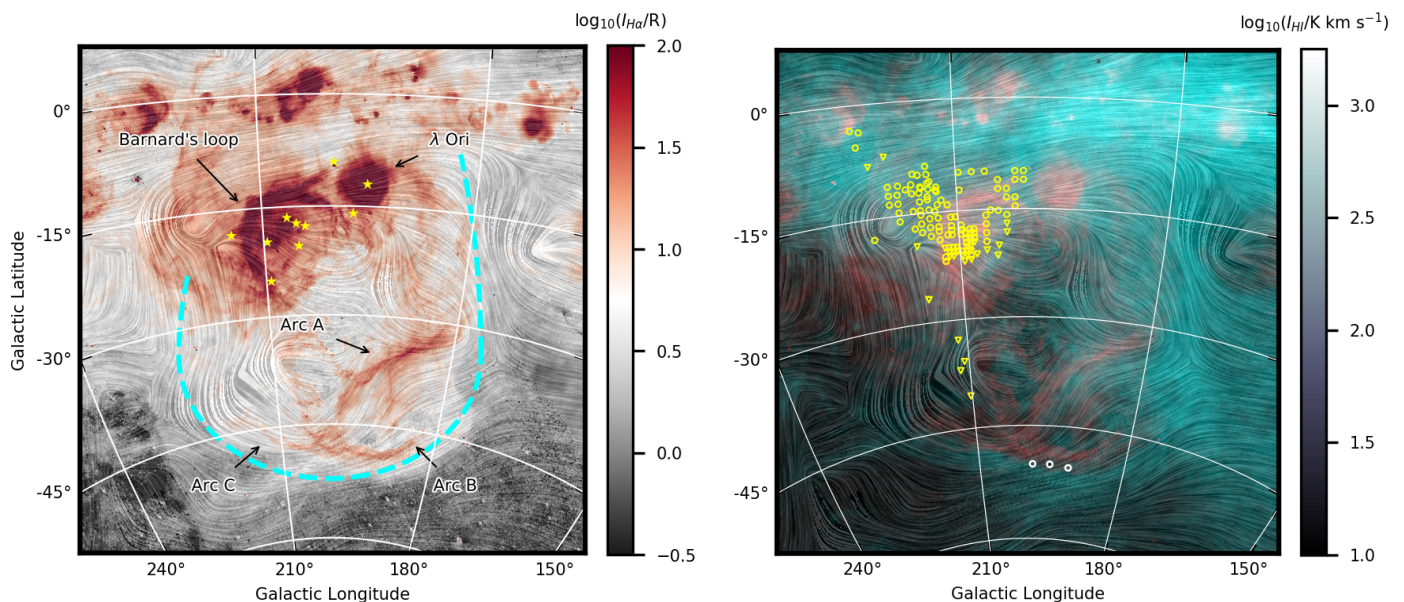 log₁₀(I_Hα/R)
2.0
1.5
1.0
0.5
0.0
−0.5
Galactic Latitude
0°
-15°
-30°
-45°
Barnard's loop
λ Ori
Arc A
Arc C
Arc B
240°
210°
180°
150°
Galactic Longitude
log₁₀(I_HI/K km s⁻¹)
3.0
2.5
2.0
1.5
1.0
0°
-15°
-30°
-45°
240°
210°
180°
150°
Galactic Longitude